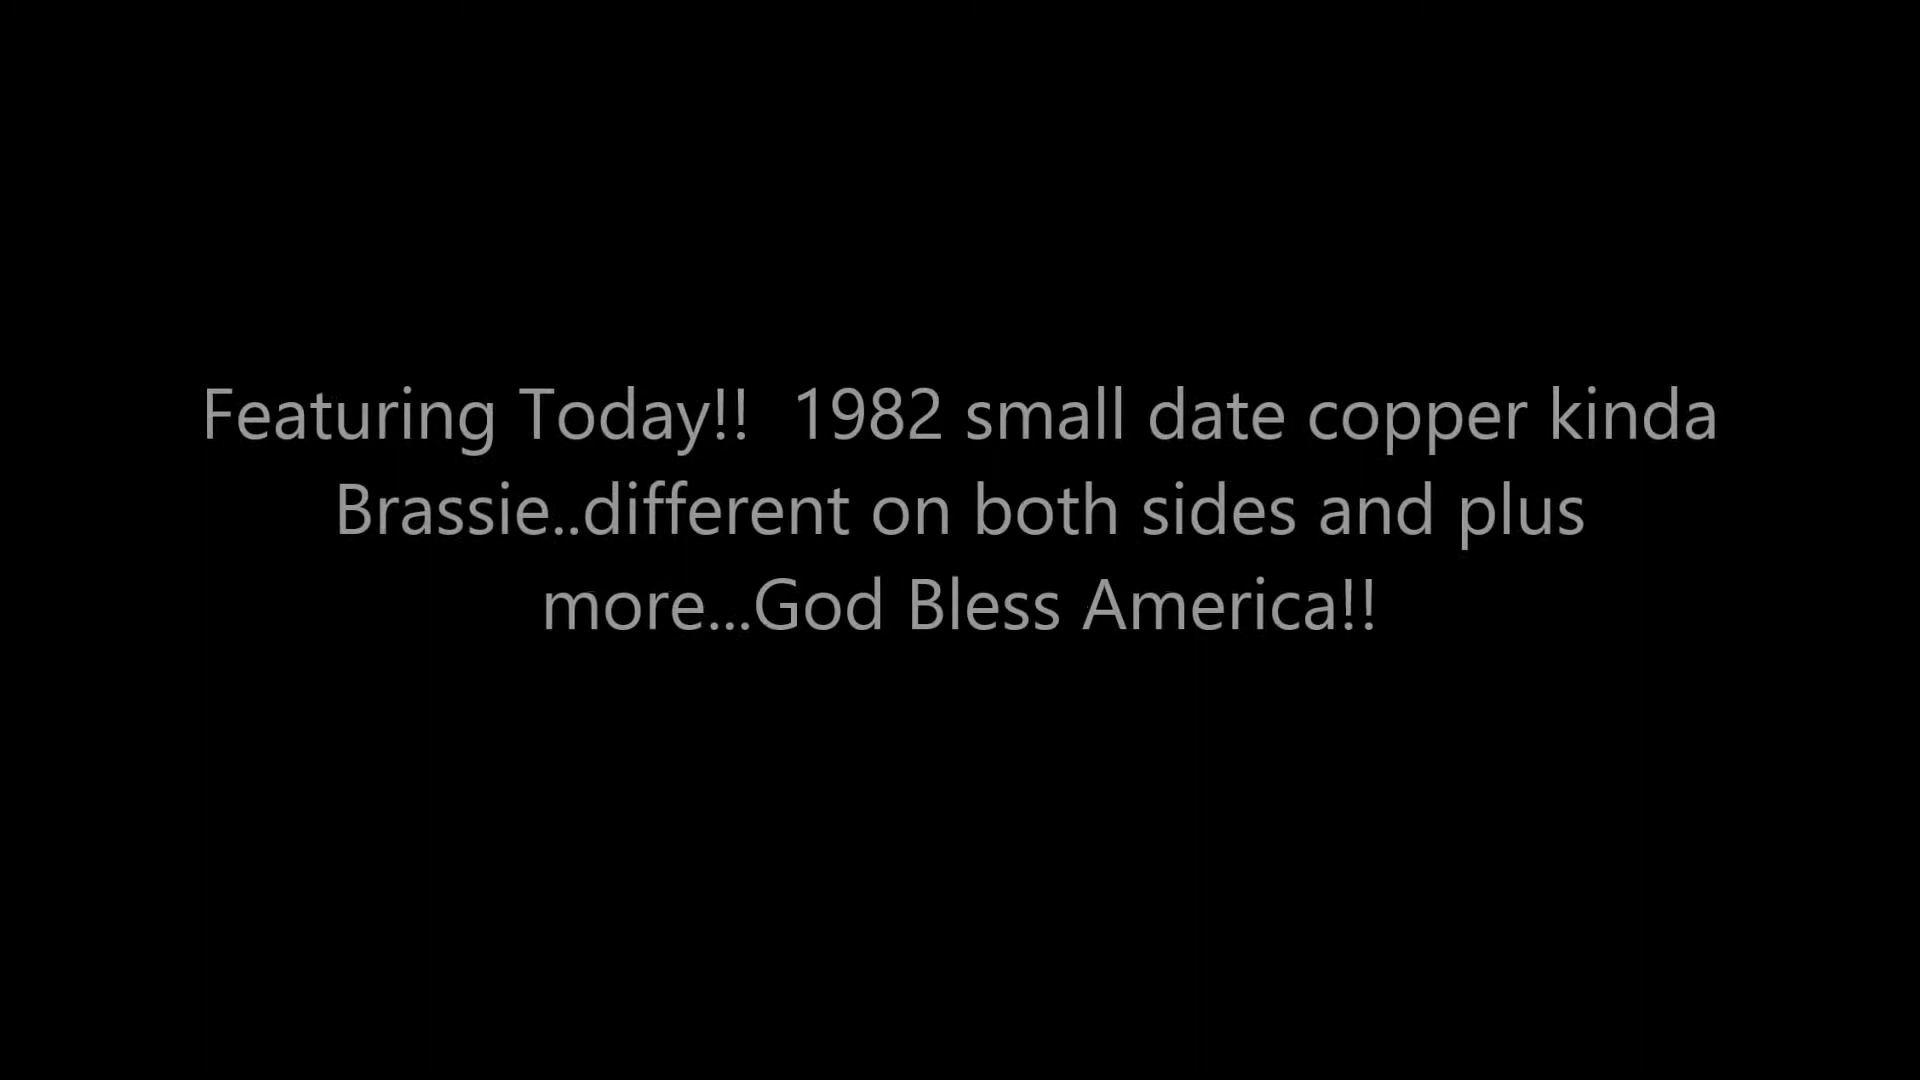 Featuring Today!!  1982 small date copper kinda
Brassie..different on both sides and plus
more...God Bless America!!